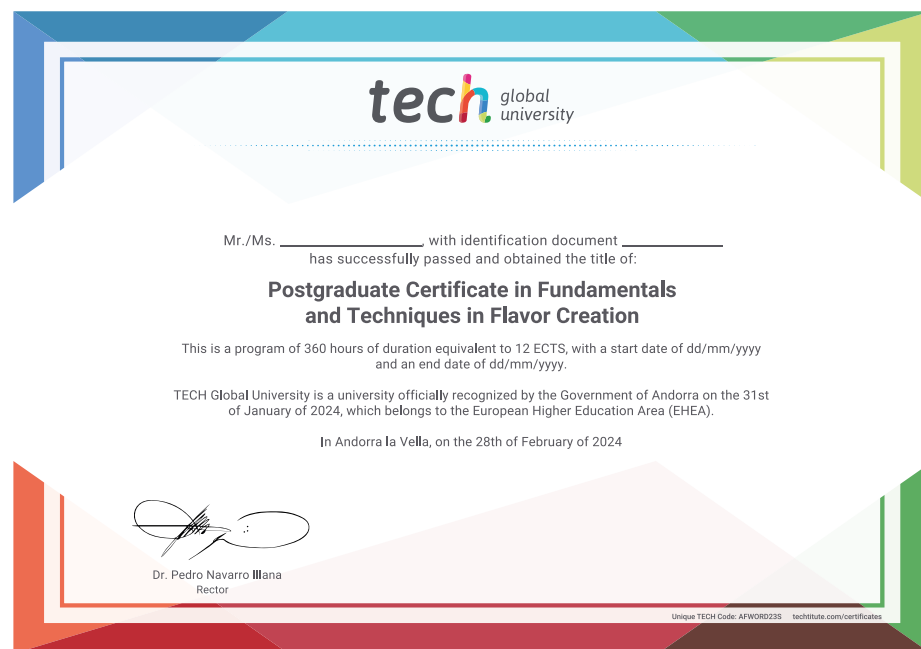 tech global university
Mr./Ms. ____________________, with identification document ______________
has successfully passed and obtained the title of:
Postgraduate Certificate in Fundamentals
and Techniques in Flavor Creation
This is a program of 360 hours of duration equivalent to 12 ECTS, with a start date of dd/mm/yyyy
and an end date of dd/mm/yyyy.
TECH Global University is a university officially recognized by the Government of Andorra on the 31st
of January of 2024, which belongs to the European Higher Education Area (EHEA).
In Andorra la Vella, on the 28th of February of 2024
Dr. Pedro Navarro Illana
Rector
Unique TECH Code: AFWORD23S techtitute.com/certificates